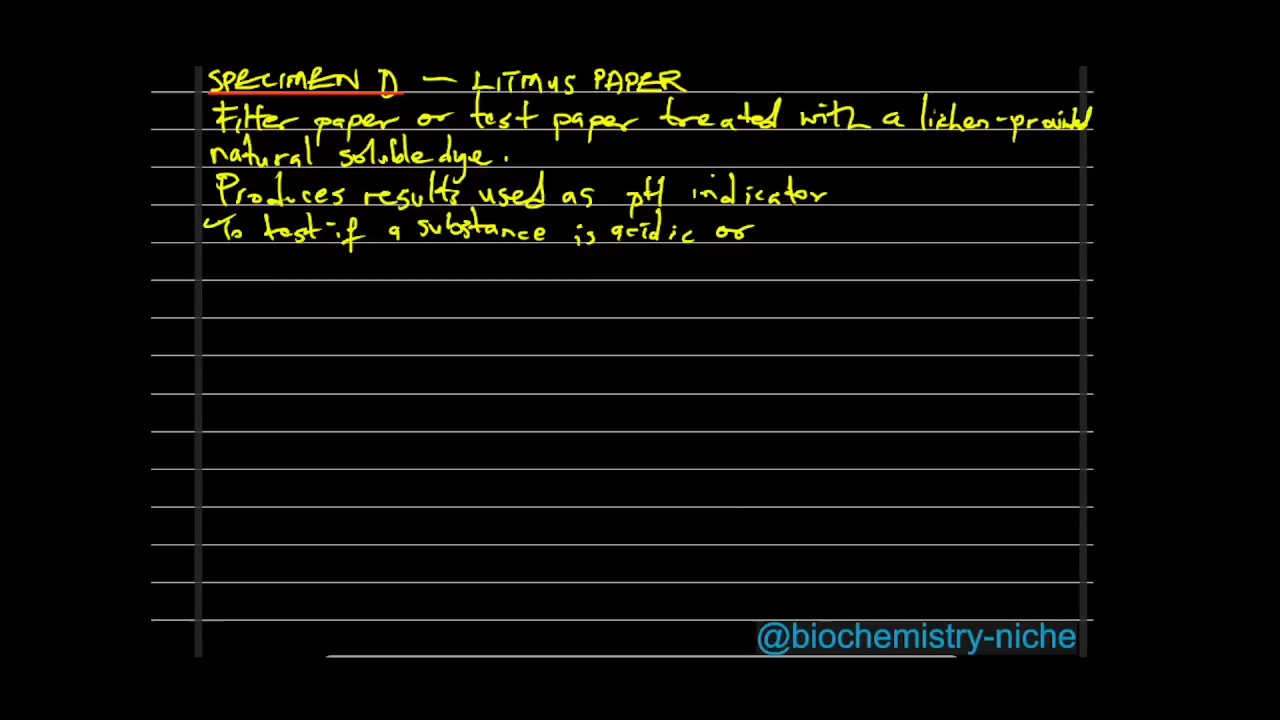 SPECIMEN D — LITMUS PAPER
Filter paper or test paper treated with a lichen-provided
natural soluble dye.
Produces results used as pH indicator
To test if a substance is acidic or
@biochemistry-niche